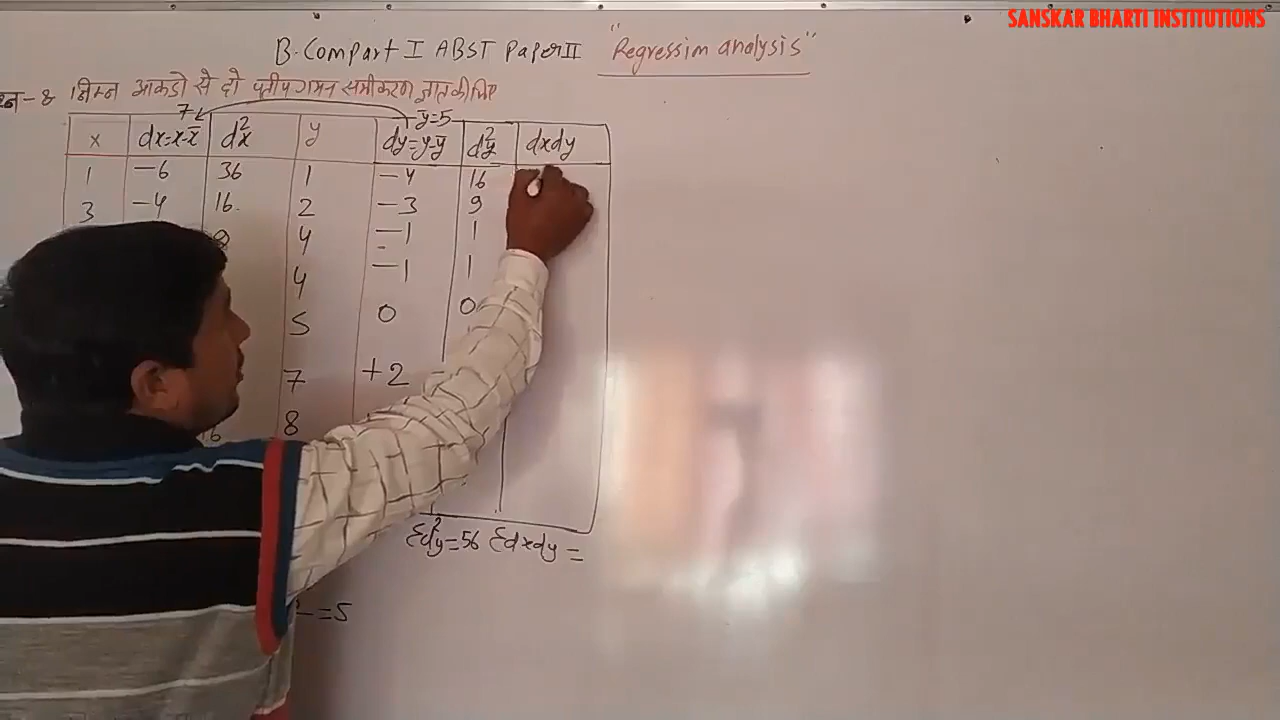 SANSKAR BHARTI INSTITUTIONS
B.Com Part I ABST Paper II "Regression analysis"
-8 निम्न आकडो से दो प्रतीपगमन समीकरण ज्ञात कीजिए
7 ȳ=5
x dx=x-x̄ d²x y dy=y-ȳ d²y dxdy
1 -6 36 1 -4 16
3 -4 16 2 -3 9
4 -1 1
4 -1 1
5 0 0
7 +2
8
Σd²y=56 Σdxdy=
=5